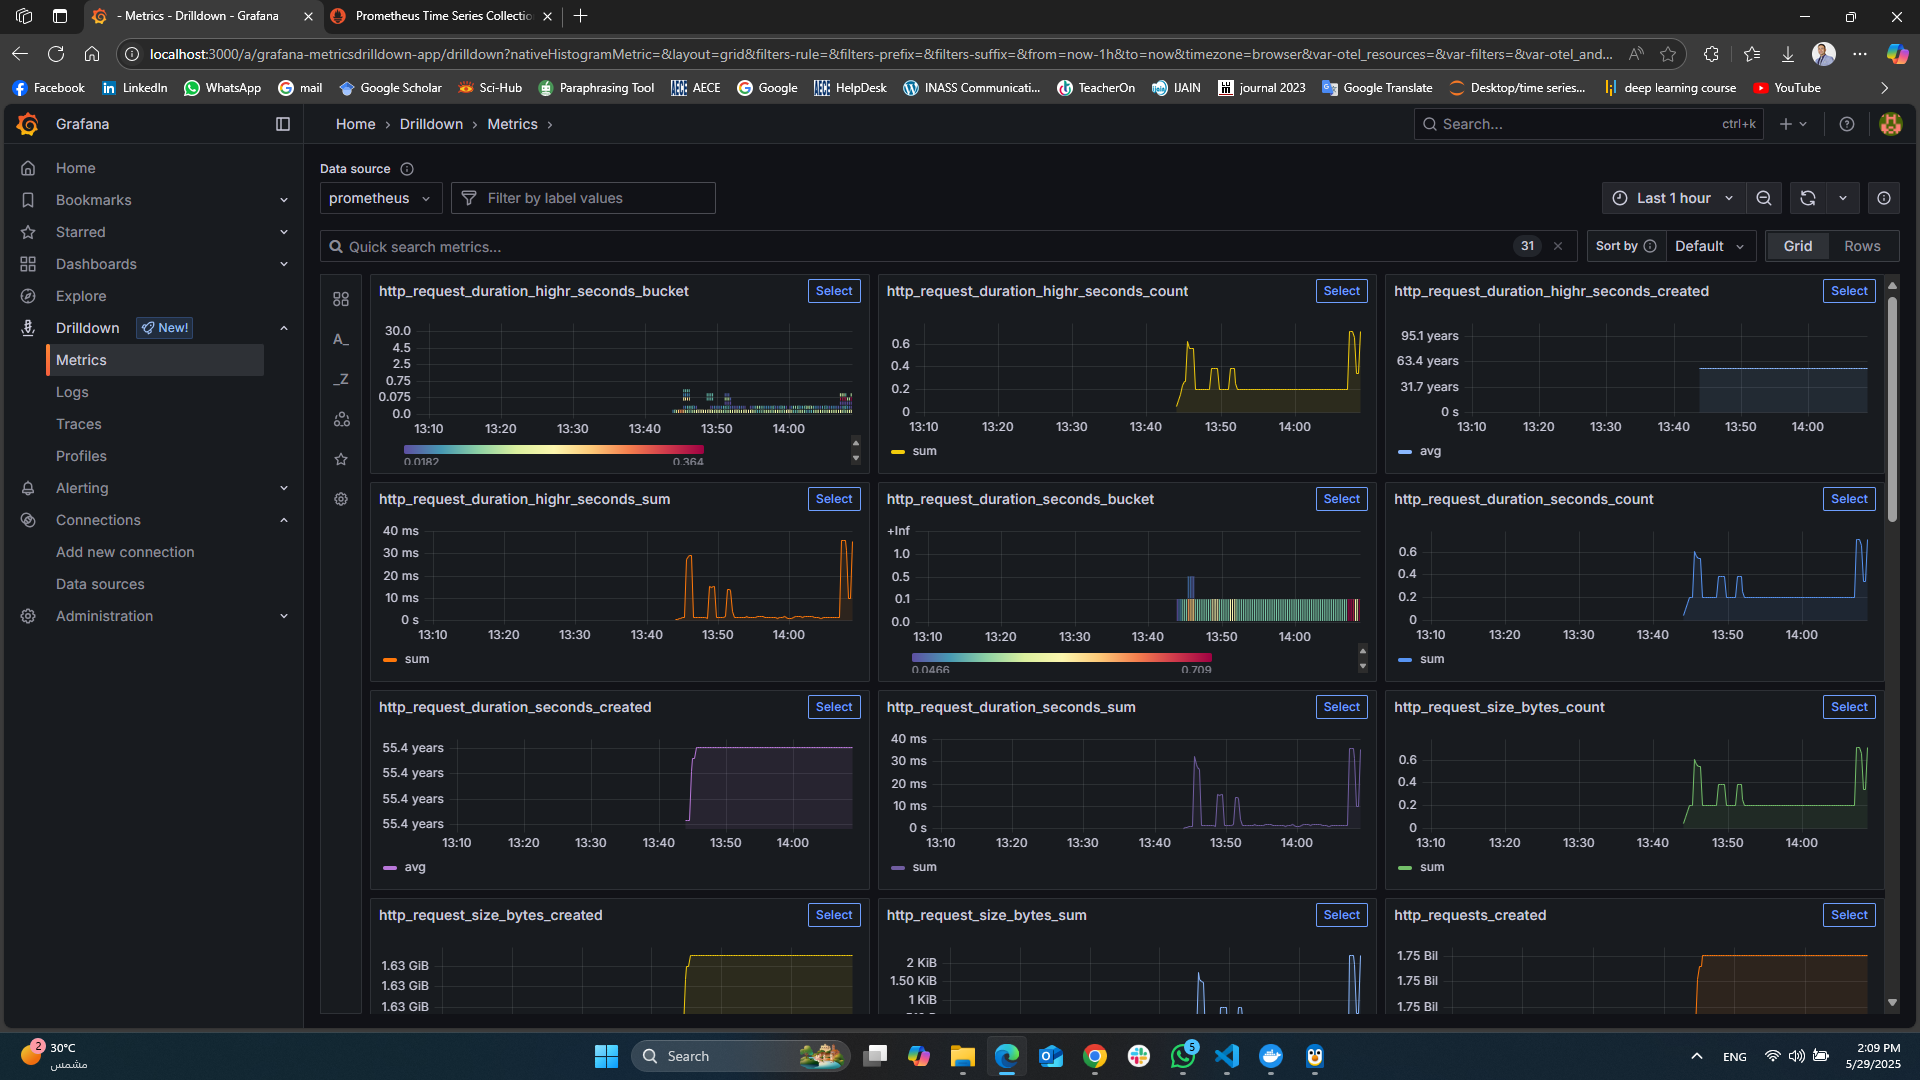 - Metrics - Drilldown - Grafana
Prometheus Time Series Collectio
localhost:3000/a/grafana-metricsdrilldown-app/drilldown?nativeHistogramMetric=&layout=grid&filters-rule=&filters-prefix=&filters-suffix=&from=now-1h&to=now&timezone=browser&var-otel_resources=&var-filters=&var-otel_and...
Facebook LinkedIn WhatsApp mail Google Scholar Sci-Hub Paraphrasing Tool AECE Google HelpDesk INASS Communicati... TeacherOn IJAIN journal 2023 Google Translate Desktop/time series... deep learning course YouTube
Grafana
Home > Drilldown > Metrics >
Search... ctrl+k
Home
Bookmarks
Starred
Dashboards
Explore
Drilldown New!
Metrics
Logs
Traces
Profiles
Alerting
Connections
Add new connection
Data sources
Administration
Data source
prometheus Filter by label values
Last 1 hour
Quick search metrics... 31 Sort by Default Grid Rows
A_
_Z
http_request_duration_highr_seconds_bucket Select
30.0
4.5
2.5
0.75
0.075
0.0
13:10 13:20 13:30 13:40 13:50 14:00
0.0182 0.364
http_request_duration_highr_seconds_count Select
0.6
0.4
0.2
0
13:10 13:20 13:30 13:40 13:50 14:00
sum
http_request_duration_highr_seconds_created Select
95.1 years
63.4 years
31.7 years
0 s
13:10 13:20 13:30 13:40 13:50 14:00
avg
http_request_duration_highr_seconds_sum Select
40 ms
30 ms
20 ms
10 ms
0 s
13:10 13:20 13:30 13:40 13:50 14:00
sum
http_request_duration_seconds_bucket Select
+Inf
1.0
0.5
0.1
0.0
13:10 13:20 13:30 13:40 13:50 14:00
0.0466 0.709
http_request_duration_seconds_count Select
0.6
0.4
0.2
0
13:10 13:20 13:30 13:40 13:50 14:00
sum
http_request_duration_seconds_created Select
55.4 years
55.4 years
55.4 years
55.4 years
13:10 13:20 13:30 13:40 13:50 14:00
avg
http_request_duration_seconds_sum Select
40 ms
30 ms
20 ms
10 ms
0 s
13:10 13:20 13:30 13:40 13:50 14:00
sum
http_request_size_bytes_count Select
0.6
0.4
0.2
0
13:10 13:20 13:30 13:40 13:50 14:00
sum
http_request_size_bytes_created Select
1.63 GiB
1.63 GiB
1.63 GiB
http_request_size_bytes_sum Select
2 KiB
1.50 KiB
1 KiB
http_requests_created Select
1.75 Bil
1.75 Bil
1.75 Bil
2
30°C
مشمس
Search
5
ENG
2:09 PM
5/29/2025